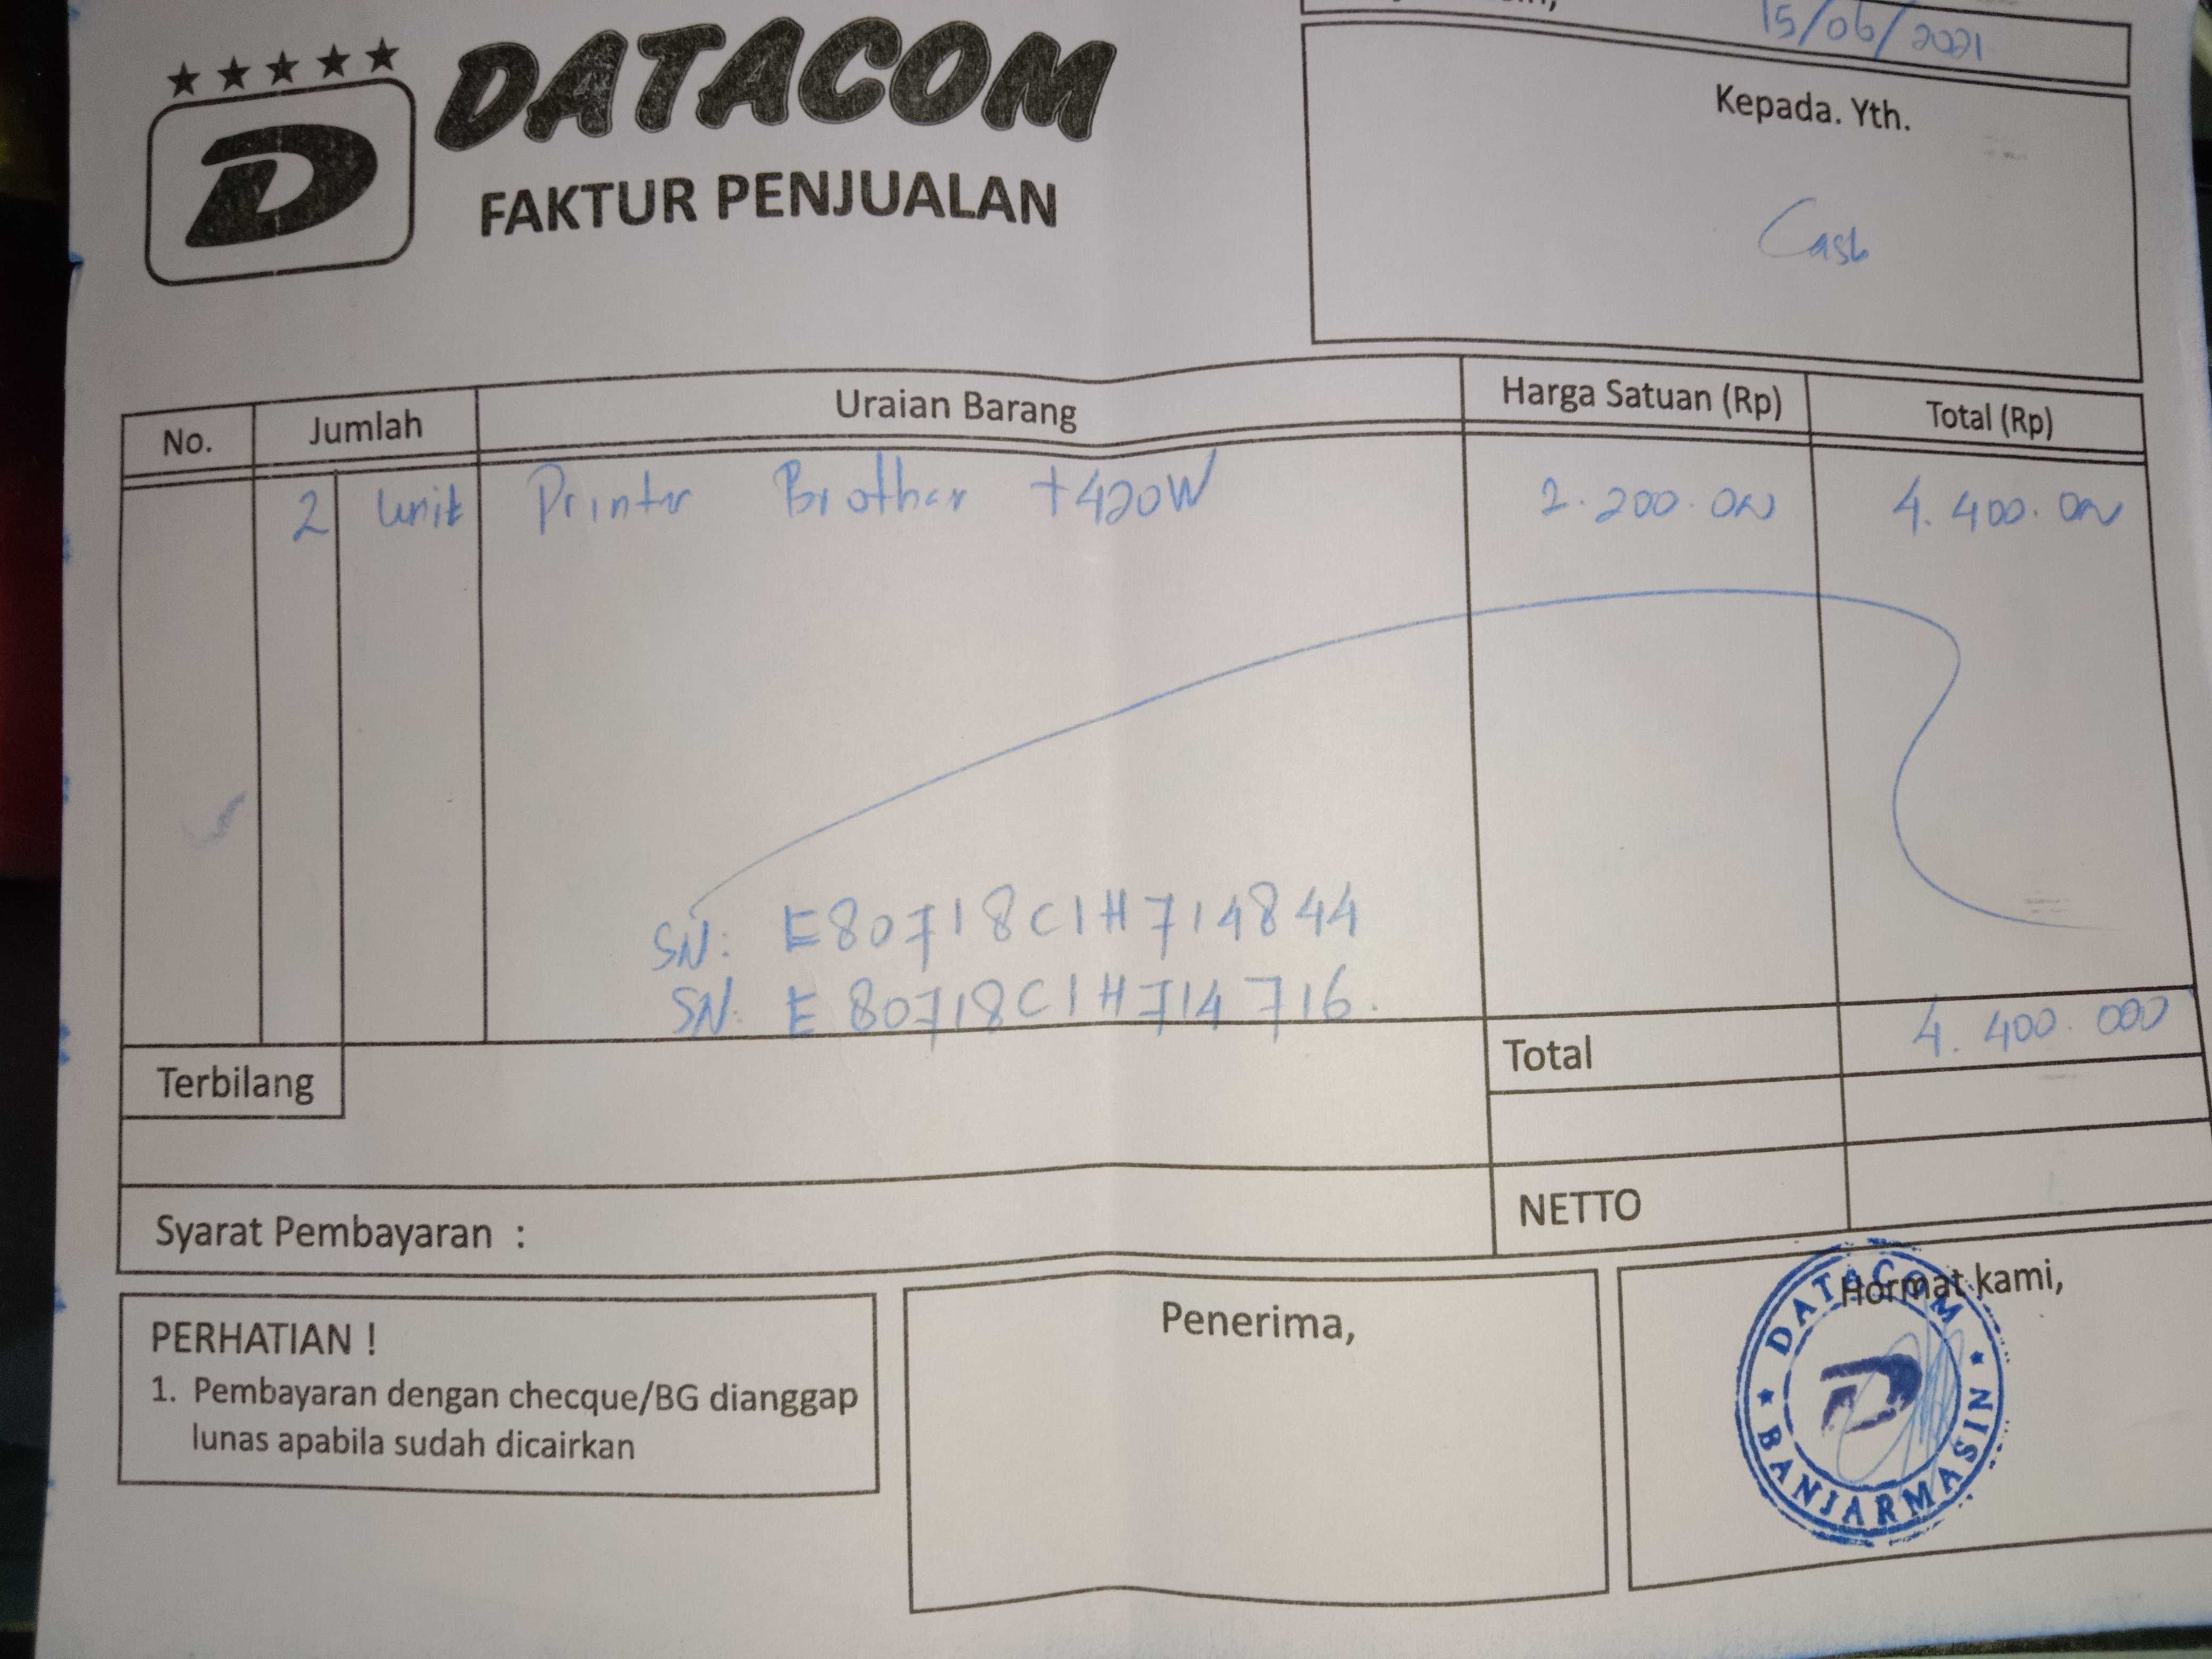 15/06/2021
DATACOM
FAKTUR PENJUALAN
Kepada. Yth.
Cash
D
No. Jumlah Uraian Barang Harga Satuan (Rp) Total (Rp)
2 unit Printer Brother T420W 2.200.000 4.400.000
SN: E80718C1H714844
SN: E80718C1H714716.
Total 4.400.000
Terbilang
NETTO
Syarat Pembayaran :
PERHATIAN !
1. Pembayaran dengan checque/BG dianggap
lunas apabila sudah dicairkan
Penerima,
Hormat kami,
DATACOM
D
BANJARMASIN